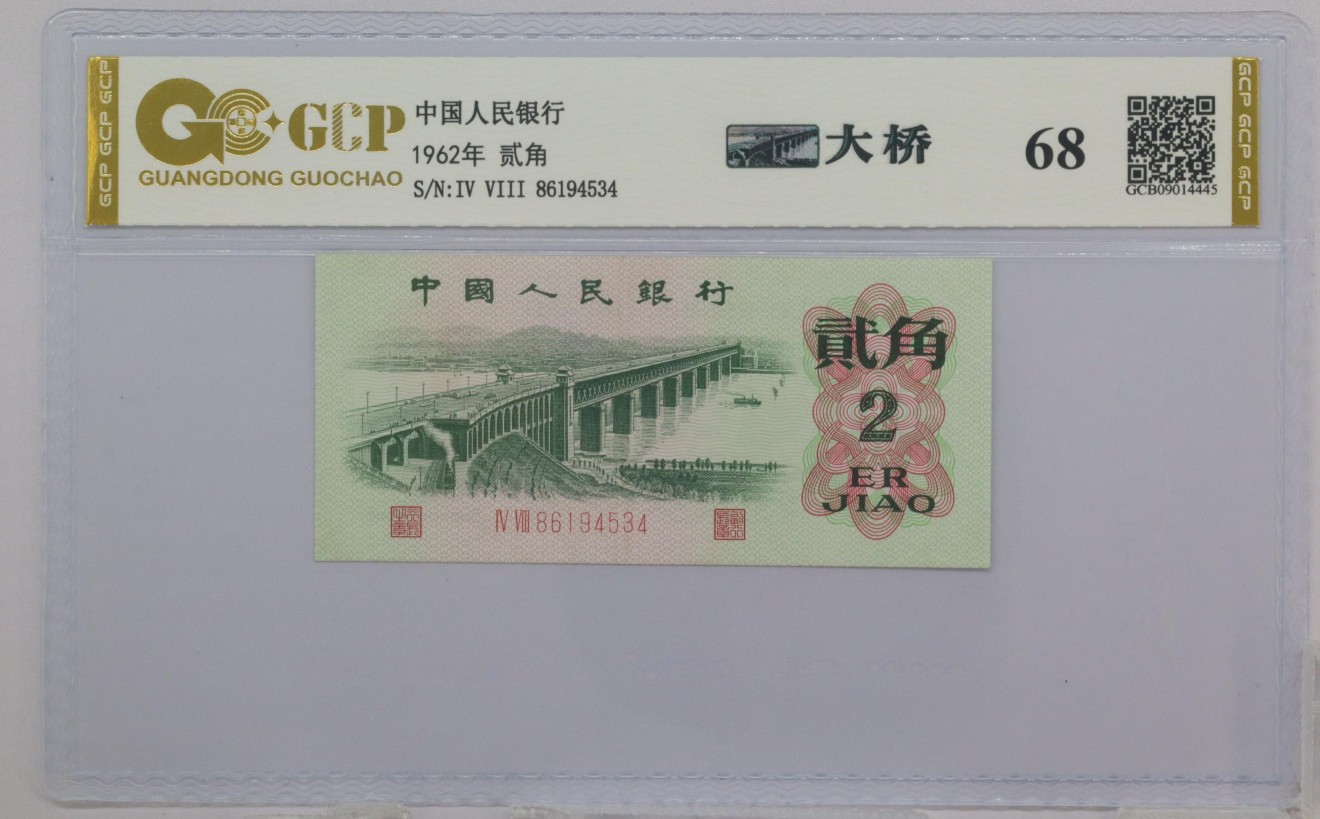 GCP GCP GCP
GCP
GUANGDONG GUOCHAO
中国人民银行
1962年 贰角
S/N:IV VIII 86194534
大桥
68
GCB09014445
GCP GCP GCP
中國人民銀行
貳角
2
ER
JIAO
IV VIII 86194534